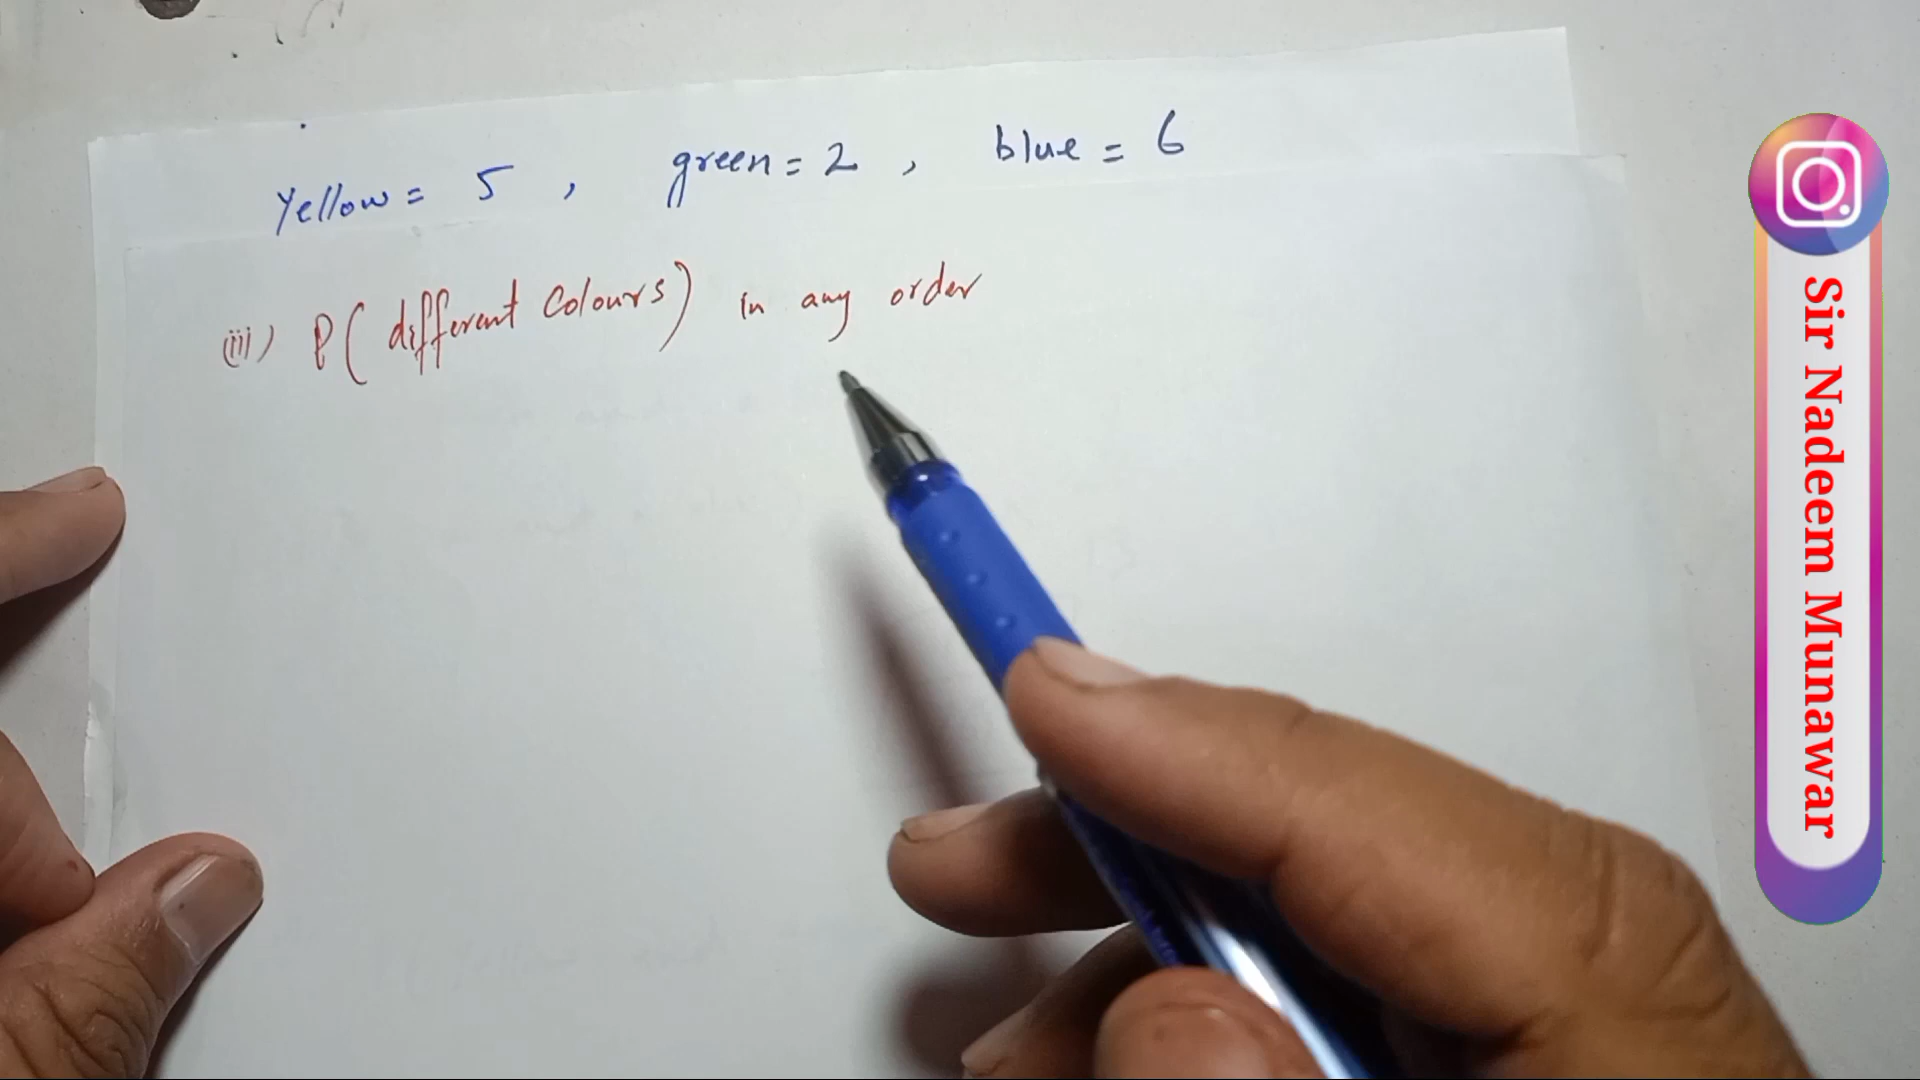 Yellow = 5 , green = 2 , blue = 6
(iii) P( different Colours) in any order
Sir Nadeem Munawar